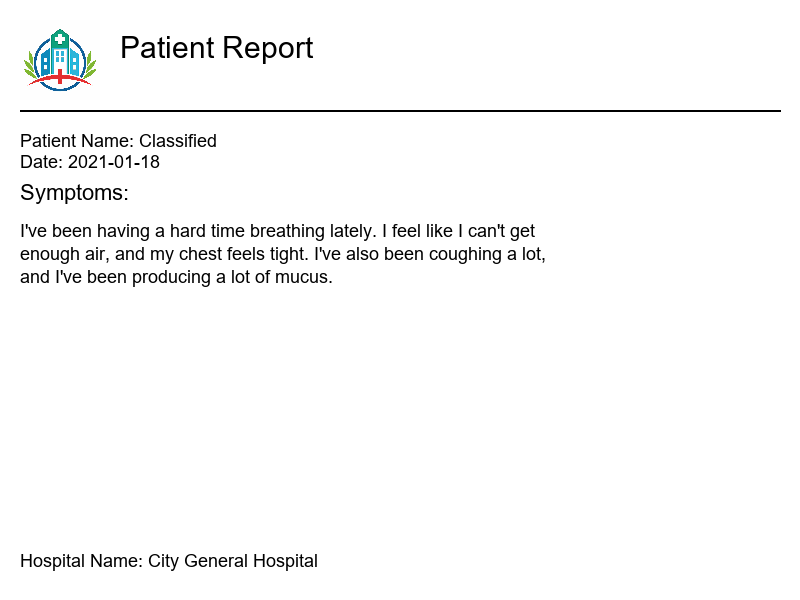 Patient Report
Patient Name: Classified
Date: 2021-01-18
Symptoms:
I've been having a hard time breathing lately. I feel like I can't get
enough air, and my chest feels tight. I've also been coughing a lot,
and I've been producing a lot of mucus.
Hospital Name: City General Hospital